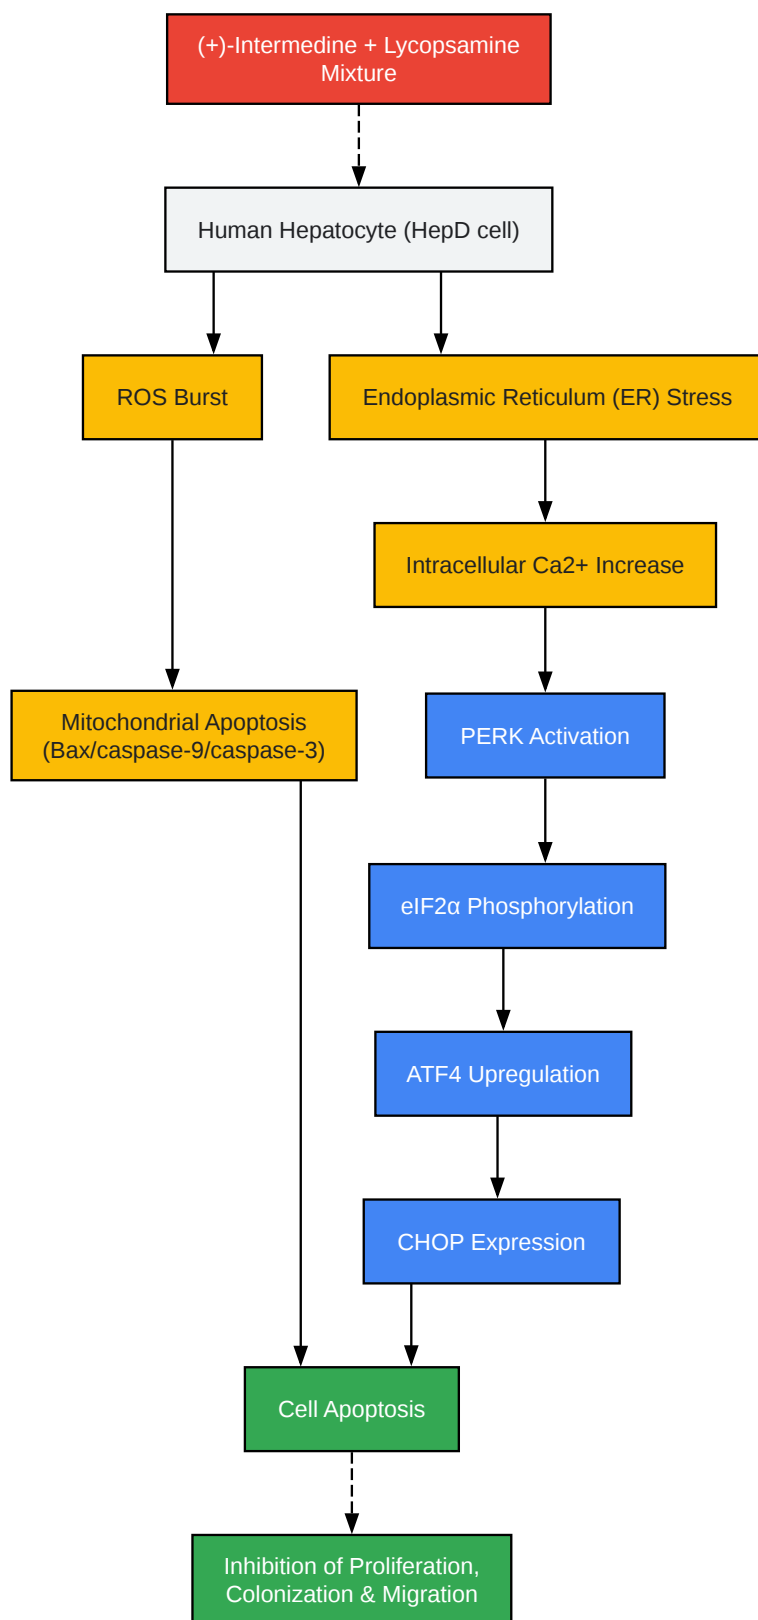 (+)-Intermedine + Lycopsamine
Mixture
Human Hepatocyte (HepD cell)
ROS Burst
Endoplasmic Reticulum (ER) Stress
Intracellular Ca2+ Increase
Mitochondrial Apoptosis
(Bax/caspase-9/caspase-3)
PERK Activation
eIF2α Phosphorylation
ATF4 Upregulation
CHOP Expression
Cell Apoptosis
Inhibition of Proliferation,
Colonization & Migration